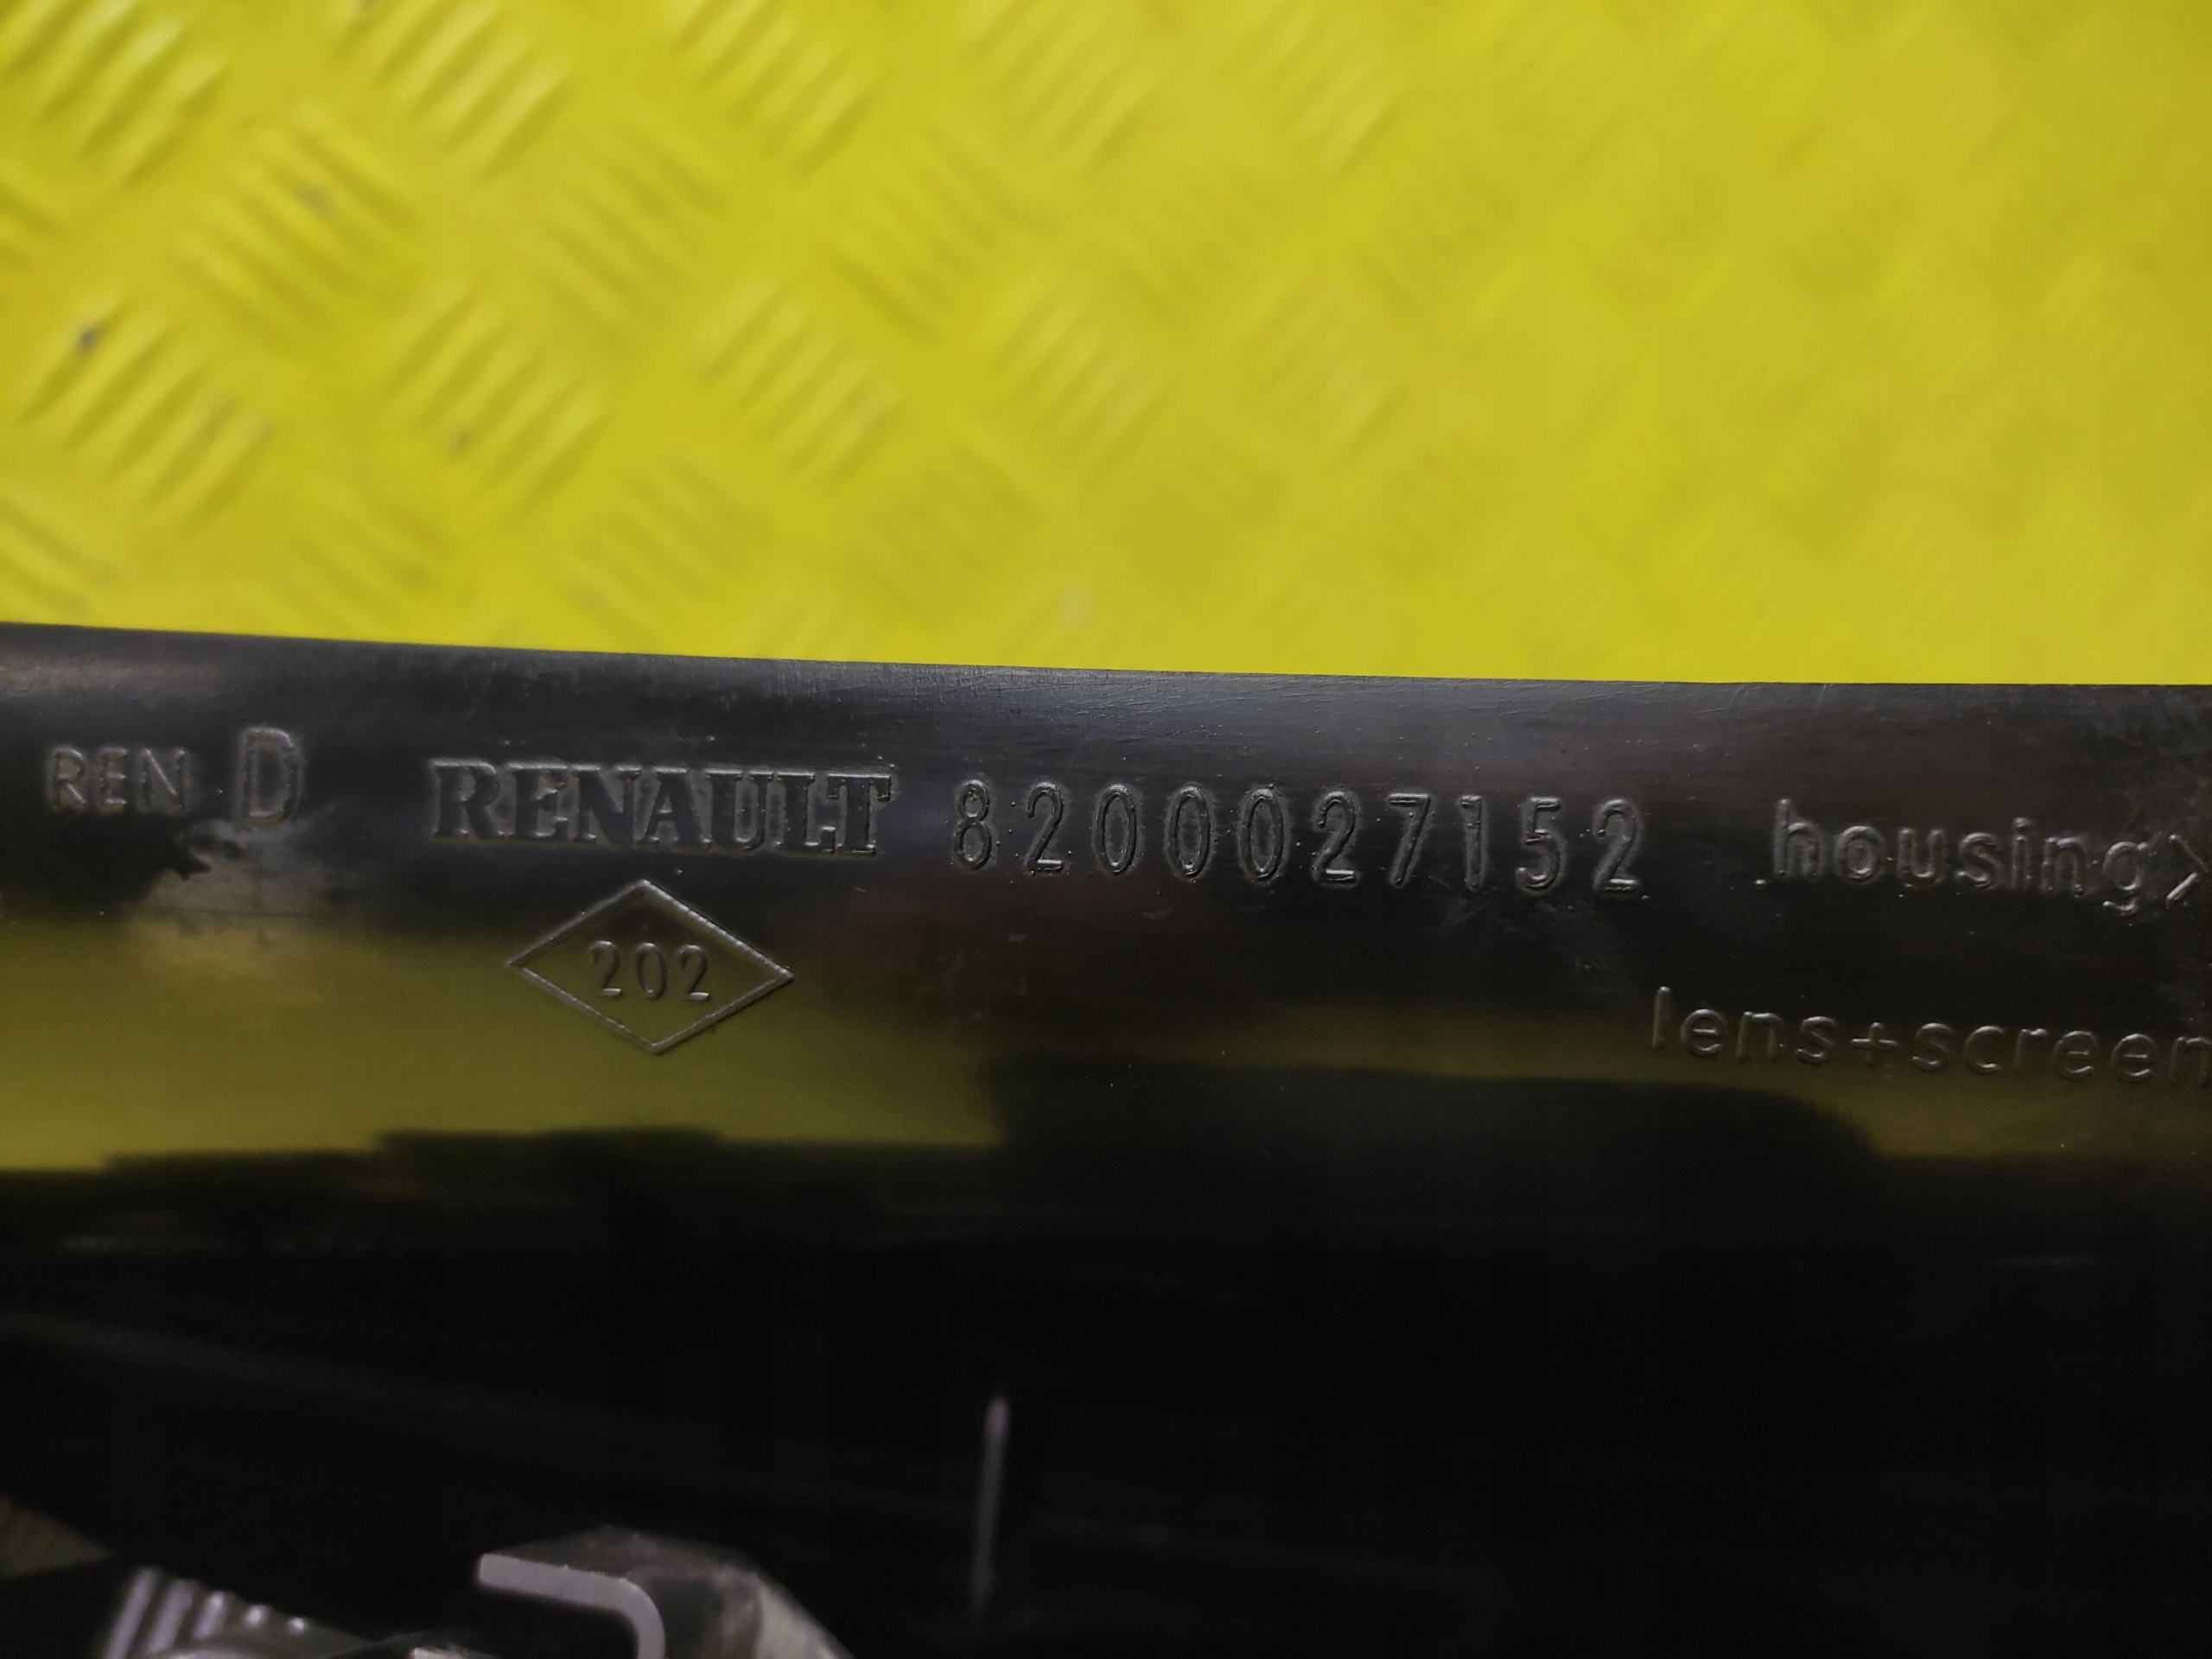 REN D RENAULT 8200027152 housing>
202
lens+screen